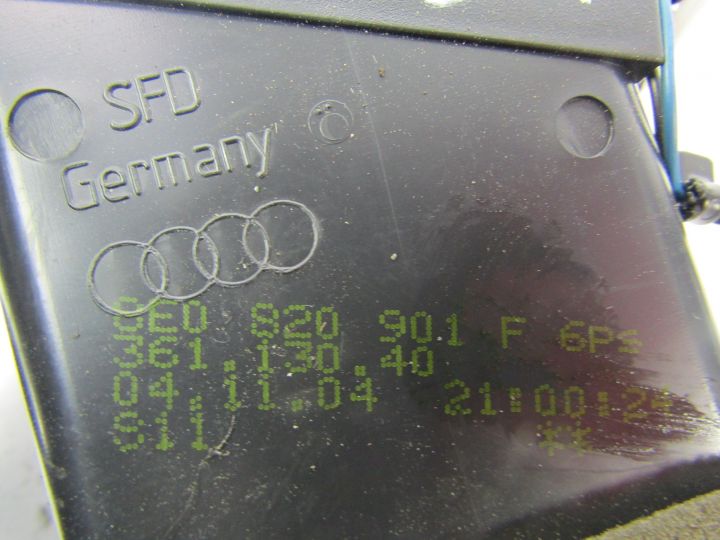 SFD
Germany
8E0 820 901 F 6PS
361.130.40
04.11.04 21:00:24
S11 **